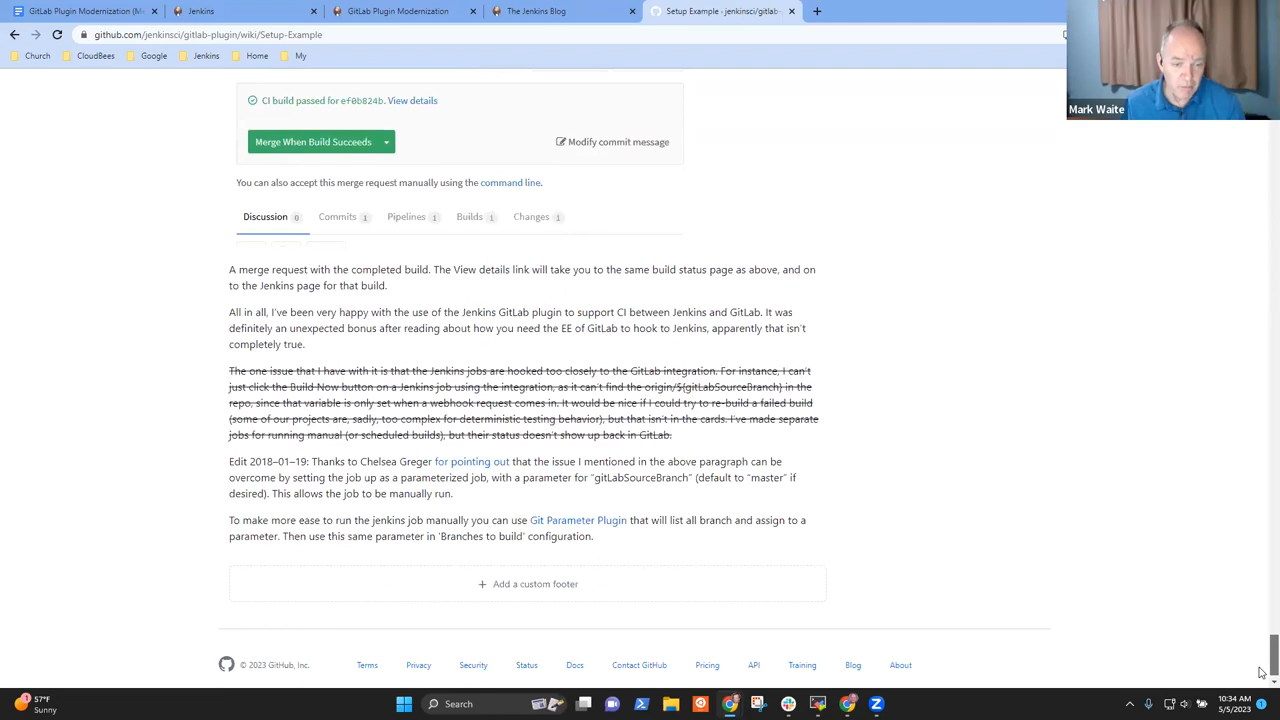 GitLab Plugin Modernization (M
Jenkins
GitLab Plugin Modernization
The Jenkins Blog
Setup Example · jenkinsci/gitlab-
github.com/jenkinsci/gitlab-plugin/wiki/Setup-Example
Church
CloudBees
Google
Jenkins
Home
My
Mark Waite
CI build passed for ef0b824b. View details
Merge When Build Succeeds
Modify commit message
You can also accept this merge request manually using the command line.
Discussion 0 Commits 1 Pipelines 1 Builds 1 Changes 1
A merge request with the completed build. The View details link will take you to the same build status page as above, and on
to the Jenkins page for that build.
All in all, I've been very happy with the use of the Jenkins GitLab plugin to support CI between Jenkins and GitLab. It was
definitely an unexpected bonus after reading about how you need the EE of GitLab to hook to Jenkins, apparently that isn't
completely true.
The one issue that I have with it is that the Jenkins jobs are hooked too closely to the GitLab integration. For instance, I can't
just click the Build Now button on a Jenkins job using the integration, as it can't find the origin/${gitLabSourceBranch} in the
repo, since that variable is only set when a webhook request comes in. It would be nice if I could try to re-build a failed build
(some of our projects are, sadly, too complex for deterministic testing behavior), but that isn't in the cards. I've made separate
jobs for running manual (or scheduled builds), but their status doesn't show up back in GitLab.
Edit 2018–01–19: Thanks to Chelsea Greger for pointing out that the issue I mentioned in the above paragraph can be
overcome by setting the job up as a parameterized job, with a parameter for "gitLabSourceBranch" (default to "master" if
desired). This allows the job to be manually run.
To make more ease to run the jenkins job manually you can use Git Parameter Plugin that will list all branch and assign to a
parameter. Then use this same parameter in 'Branches to build' configuration.
Add a custom footer
© 2023 GitHub, Inc.
Terms
Privacy
Security
Status
Docs
Contact GitHub
Pricing
API
Training
Blog
About
57°F
Sunny
Search
10:34 AM
5/5/2023